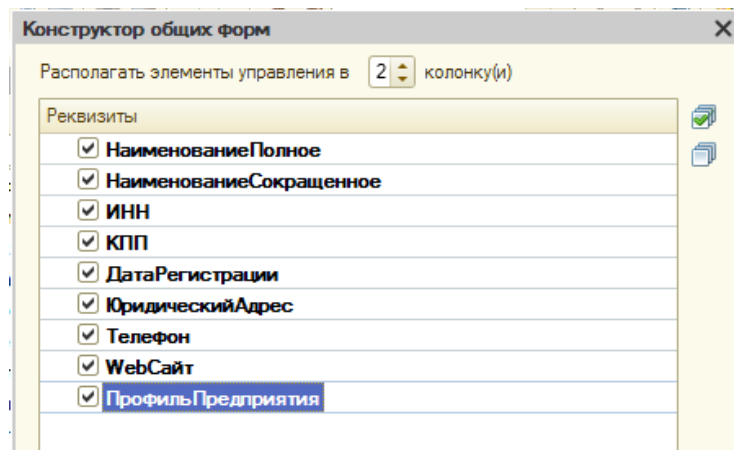 Конструктор общих форм
Располагать элементы управления в 2 колонку(и)
Реквизиты
НаименованиеПолное
НаименованиеСокращенное
ИНН
КПП
ДатаРегистрации
ЮридическийАдрес
Телефон
WebСайт
ПрофильПредприятия